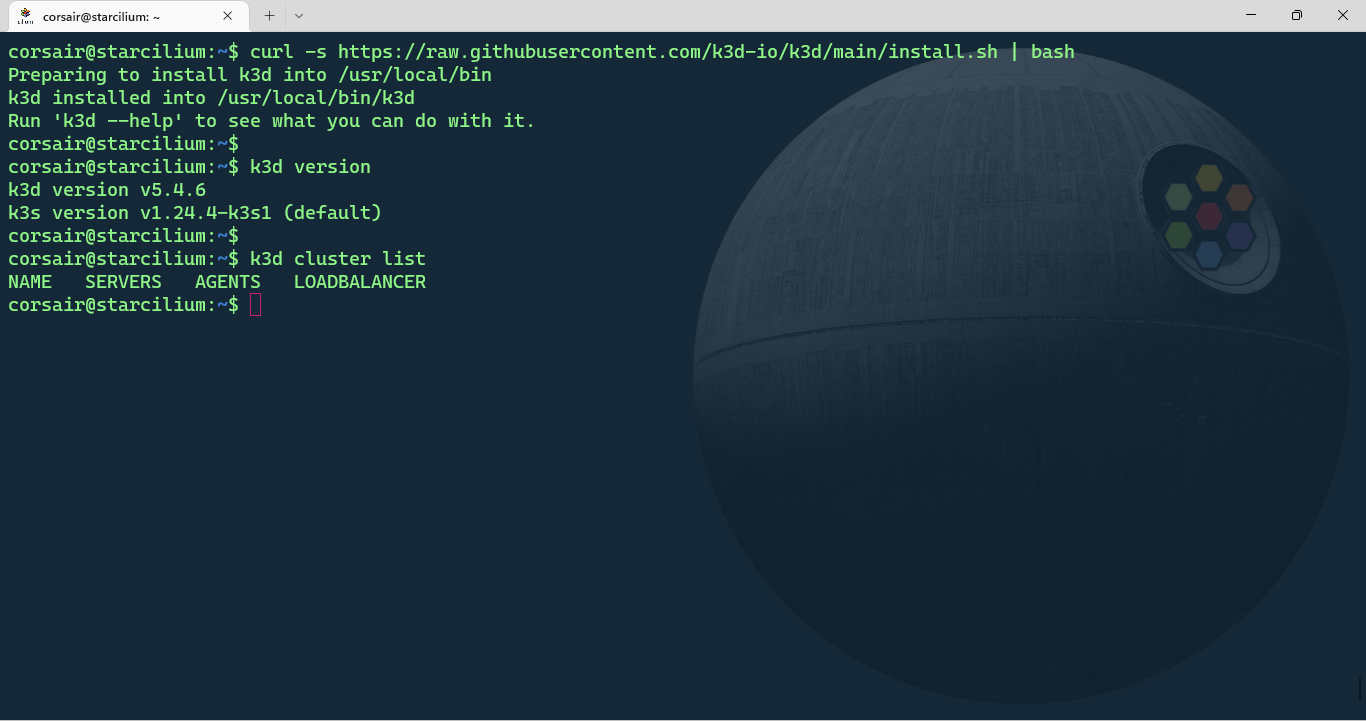 corsair@starcilium: ~
corsair@starcilium:~$ curl -s https://raw.githubusercontent.com/k3d-io/k3d/main/install.sh | bash
Preparing to install k3d into /usr/local/bin
k3d installed into /usr/local/bin/k3d
Run 'k3d --help' to see what you can do with it.
corsair@starcilium:~$
corsair@starcilium:~$ k3d version
k3d version v5.4.6
k3s version v1.24.4-k3s1 (default)
corsair@starcilium:~$
corsair@starcilium:~$ k3d cluster list
NAME   SERVERS   AGENTS   LOADBALANCER
corsair@starcilium:~$